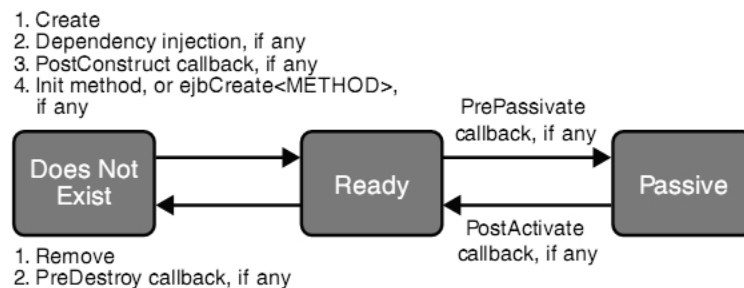 1. Create
2. Dependency injection, if any
3. PostConstruct callback, if any
4. Init method, or ejbCreate<METHOD>,
if any
PrePassivate
callback, if any
Does Not
Exist
Ready
Passive
PostActivate
callback, if any
1. Remove
2. PreDestroy callback, if any